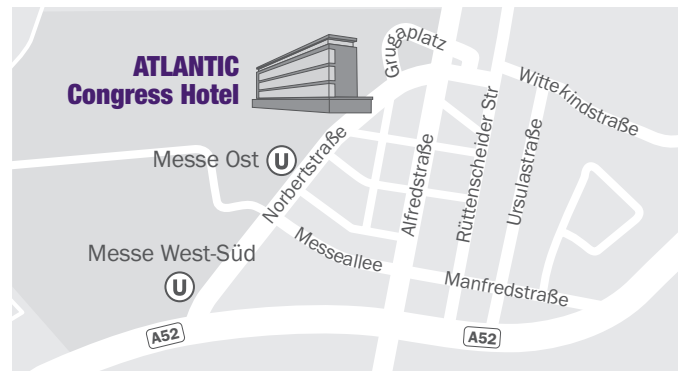 Grugaplatz
ATLANTIC
Congress Hotel
Wittekindstraße
Messe Ost U
Norbertstraße
Alfredstraße
Rüttenscheider Str
Ursulastraße
Messeallee
Messe West-Süd
U
Manfredstraße
A52
A52